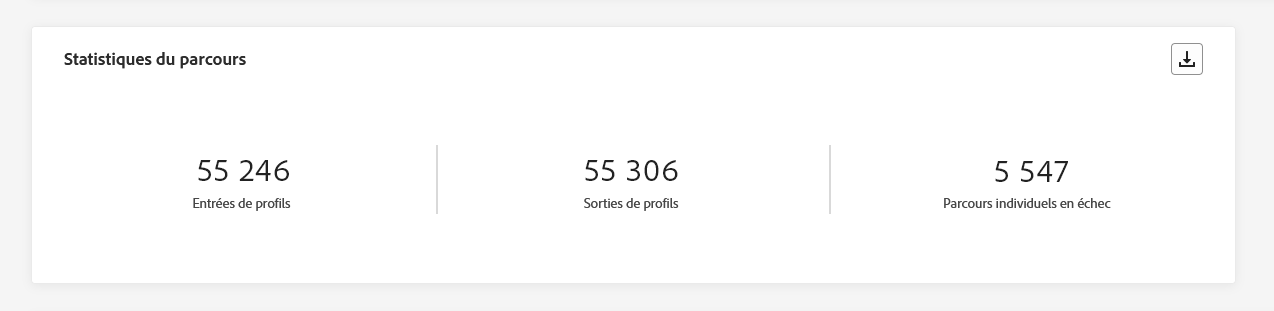 Statistiques du parcours
55 246
Entrées de profils
55 306
Sorties de profils
5 547
Parcours individuels en échec